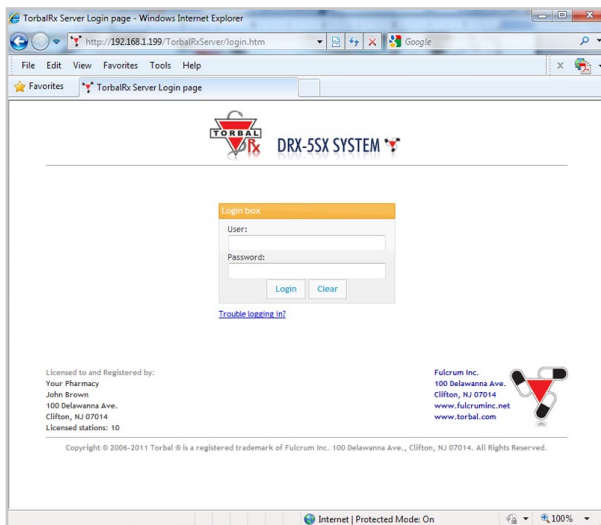 TorbalRx Server Login page - Windows Internet Explorer
http://192.168.1.199/TorbalRxServer/login.htm
Google
File Edit View Favorites Tools Help
Favorites
TorbalRx Server Login page
TORBAL
Rx
DRX-5SX SYSTEM
Login box
User:
Password:
Login Clear
Trouble logging in?
Licensed to and Registered by:
Your Pharmacy
John Brown
100 Delawanna Ave.
Clifton, NJ 07014
Licensed stations: 10
Fulcrum Inc.
100 Delawanna Ave.
Clifton, NJ 07014
www.fulcruminc.net
www.torbal.com
Copyright © 2006-2011 Torbal ® is a registered trademark of Fulcrum Inc. 100 Delawanna Ave., Clifton, NJ 07014. All Rights Reserved.
Internet | Protected Mode: On
100%